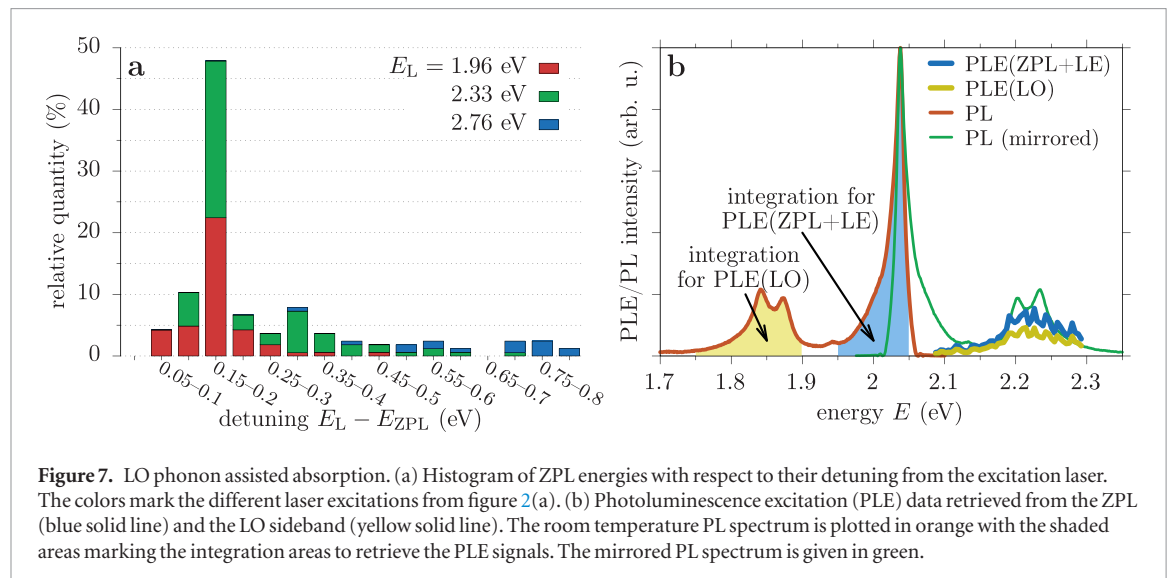 a
50
40
30
20
10
0
relative quantity (%)
E_L = 1.96 eV
2.33 eV
2.76 eV
0.05–0.1
0.15–0.2
0.25–0.3
0.35–0.4
0.45–0.5
0.55–0.6
0.65–0.7
0.75–0.8
detuning E_L − E_ZPL (eV)
b
PLE/PL intensity (arb. u.)
PLE(ZPL+LE)
PLE(LO)
PL
PL (mirrored)
integration for
PLE(ZPL+LE)
integration
for PLE(LO)
1.7 1.8 1.9 2 2.1 2.2 2.3
energy E (eV)
Figure 7. LO phonon assisted absorption. (a) Histogram of ZPL energies with respect to their detuning from the excitation laser.
The colors mark the different laser excitations from figure 2(a). (b) Photoluminescence excitation (PLE) data retrieved from the ZPL
(blue solid line) and the LO sideband (yellow solid line). The room temperature PL spectrum is plotted in orange with the shaded
areas marking the integration areas to retrieve the PLE signals. The mirrored PL spectrum is given in green.